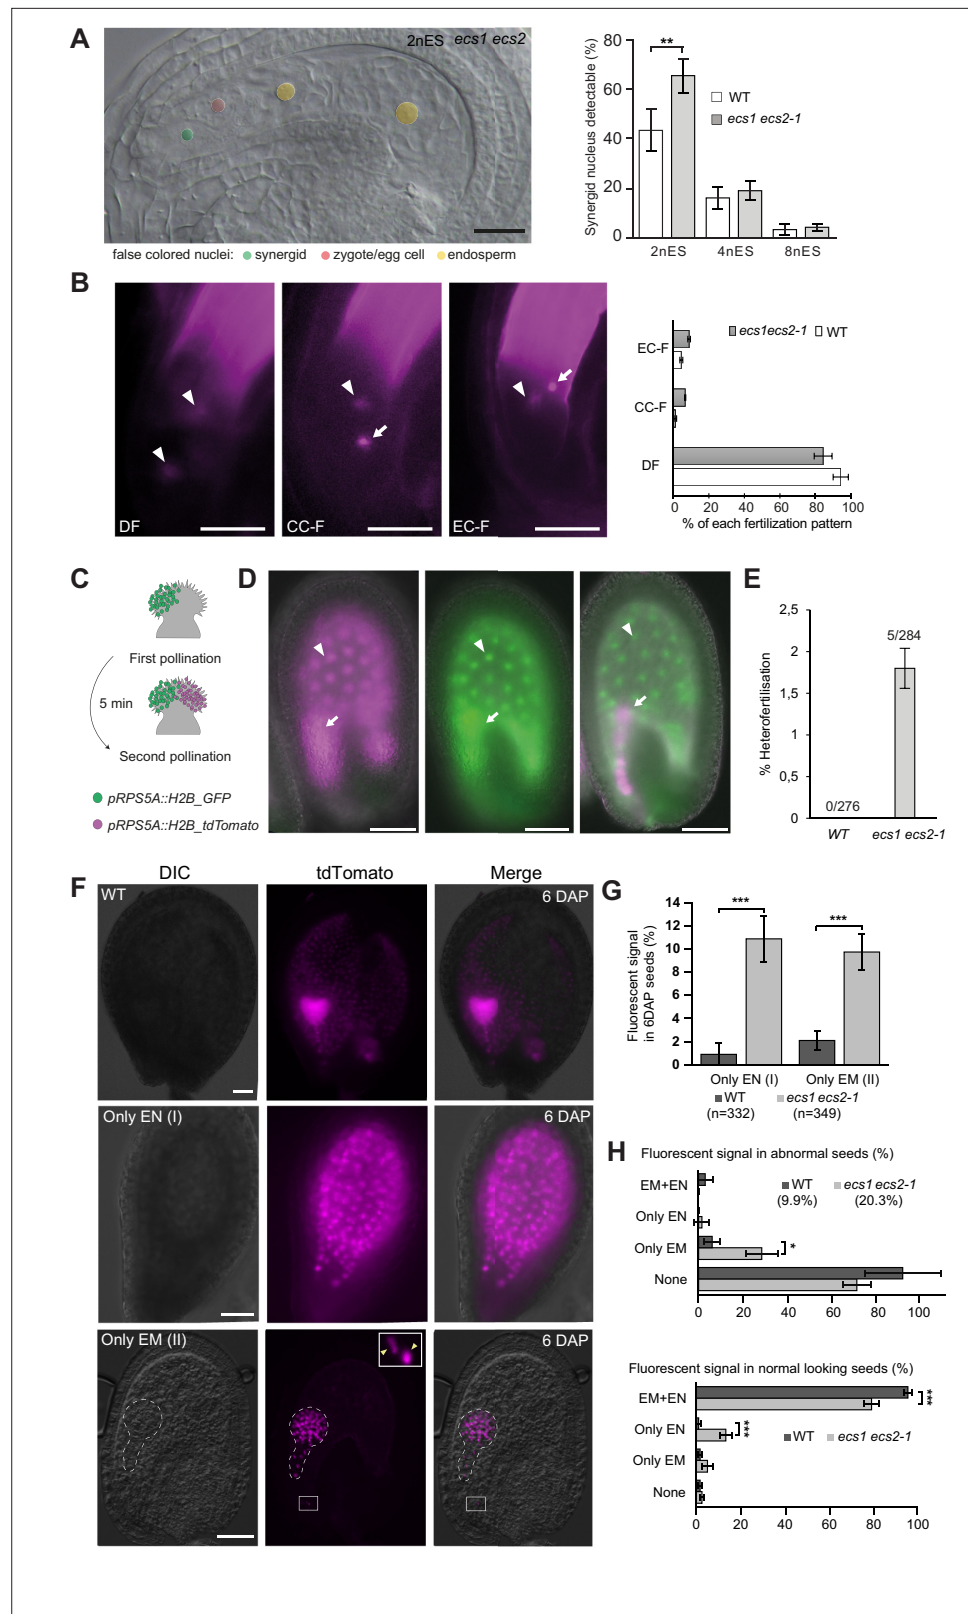 A
2nES ecs1 ecs2
false colored nuclei: synergid zygote/egg cell endosperm
Synergid nucleus detectable (%)
80
60
40
20
0
**
WT
ecs1 ecs2-1
2nES 4nES 8nES
B
DF
CC-F
EC-F
ecs1ecs2-1 WT
EC-F
CC-F
DF
0 20 40 60 80 100
% of each fertilization pattern
C
First pollination
5 min
Second pollination
pRPS5A::H2B_GFP
pRPS5A::H2B_tdTomato
D
E
% Heterofertilisation
2,5
2
1.5
1
0,5
0
5/284
0/276
WT ecs1 ecs2-1
F
DIC tdTomato Merge
WT
6 DAP
Only EN (I)
6 DAP
Only EM (II)
6 DAP
G
Fluorescent signal
in 6DAP seeds (%)
14
12
10
8
6
4
2
0
***
***
Only EN (I) Only EM (II)
WT ecs1 ecs2-1
(n=332) (n=349)
H
Fluorescent signal in abnormal seeds (%)
EM+EN
Only EN
Only EM
None
WT ecs1 ecs2-1
(9.9%) (20.3%)
*
0 20 40 60 80 100
Fluorescent signal in normal looking seeds (%)
EM+EN
Only EN
Only EM
None
***
***
WT ecs1 ecs2-1
0 20 40 60 80 100